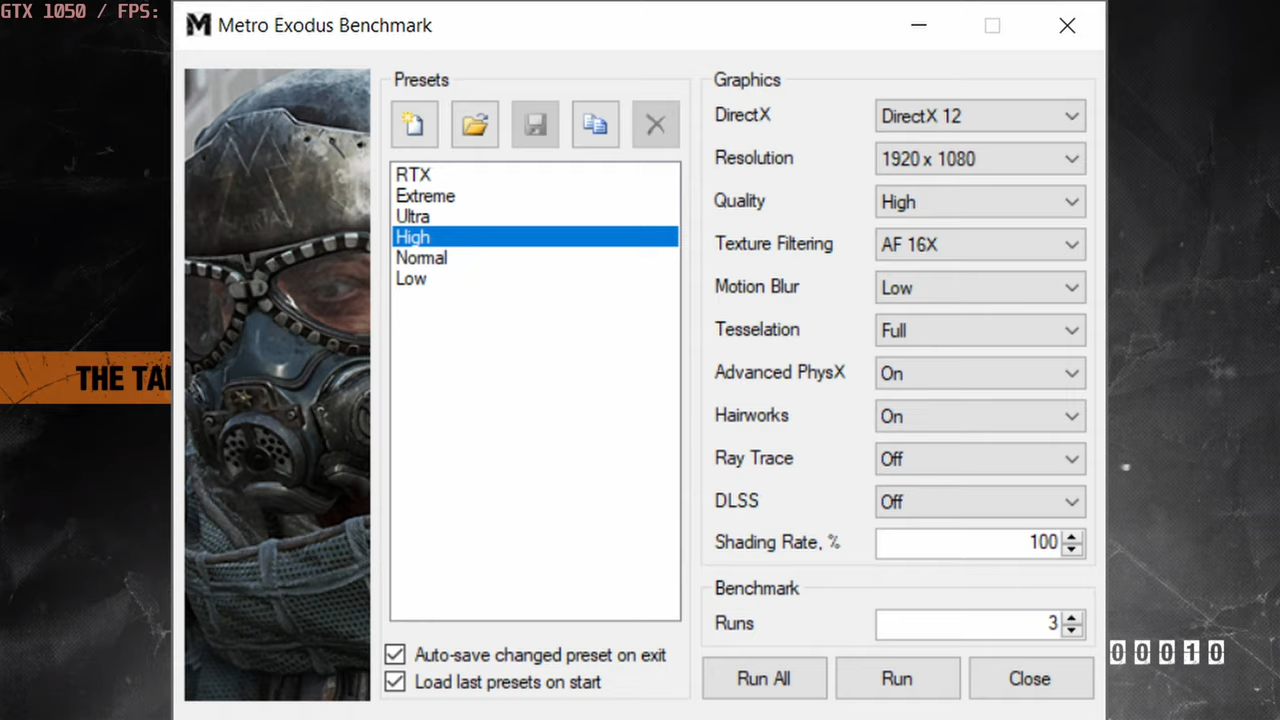 GTX 1050 / FPS:
Metro Exodus Benchmark
Presets
RTX
Extreme
Ultra
High
Normal
Low
Auto-save changed preset on exit
Load last presets on start
Graphics
DirectX DirectX 12
Resolution 1920 x 1080
Quality High
Texture Filtering AF 16X
Motion Blur Low
Tesselation Full
Advanced PhysX On
Hairworks On
Ray Trace Off
DLSS Off
Shading Rate, % 100
Benchmark
Runs 3
Run All Run Close
THE TA
00010